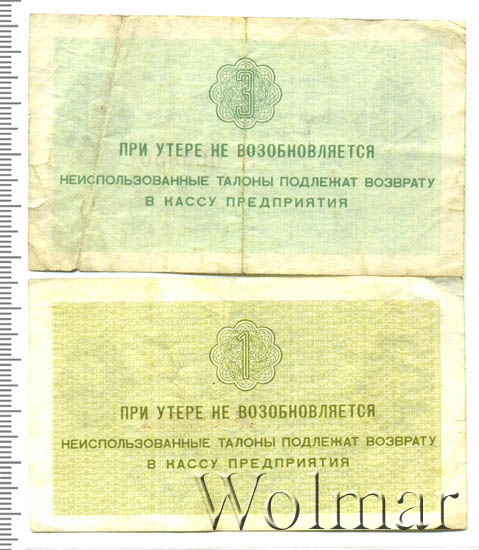 3
ПРИ УТЕРЕ НЕ ВОЗОБНОВЛЯЕТСЯ
НЕИСПОЛЬЗОВАННЫЕ ТАЛОНЫ ПОДЛЕЖАТ ВОЗВРАТУ
В КАССУ ПРЕДПРИЯТИЯ
1
ПРИ УТЕРЕ НЕ ВОЗОБНОВЛЯЕТСЯ
НЕИСПОЛЬЗОВАННЫЕ ТАЛОНЫ ПОДЛЕЖАТ ВОЗВРАТУ
В КАССУ ПРЕДПРИЯТИЯ
Wolmar